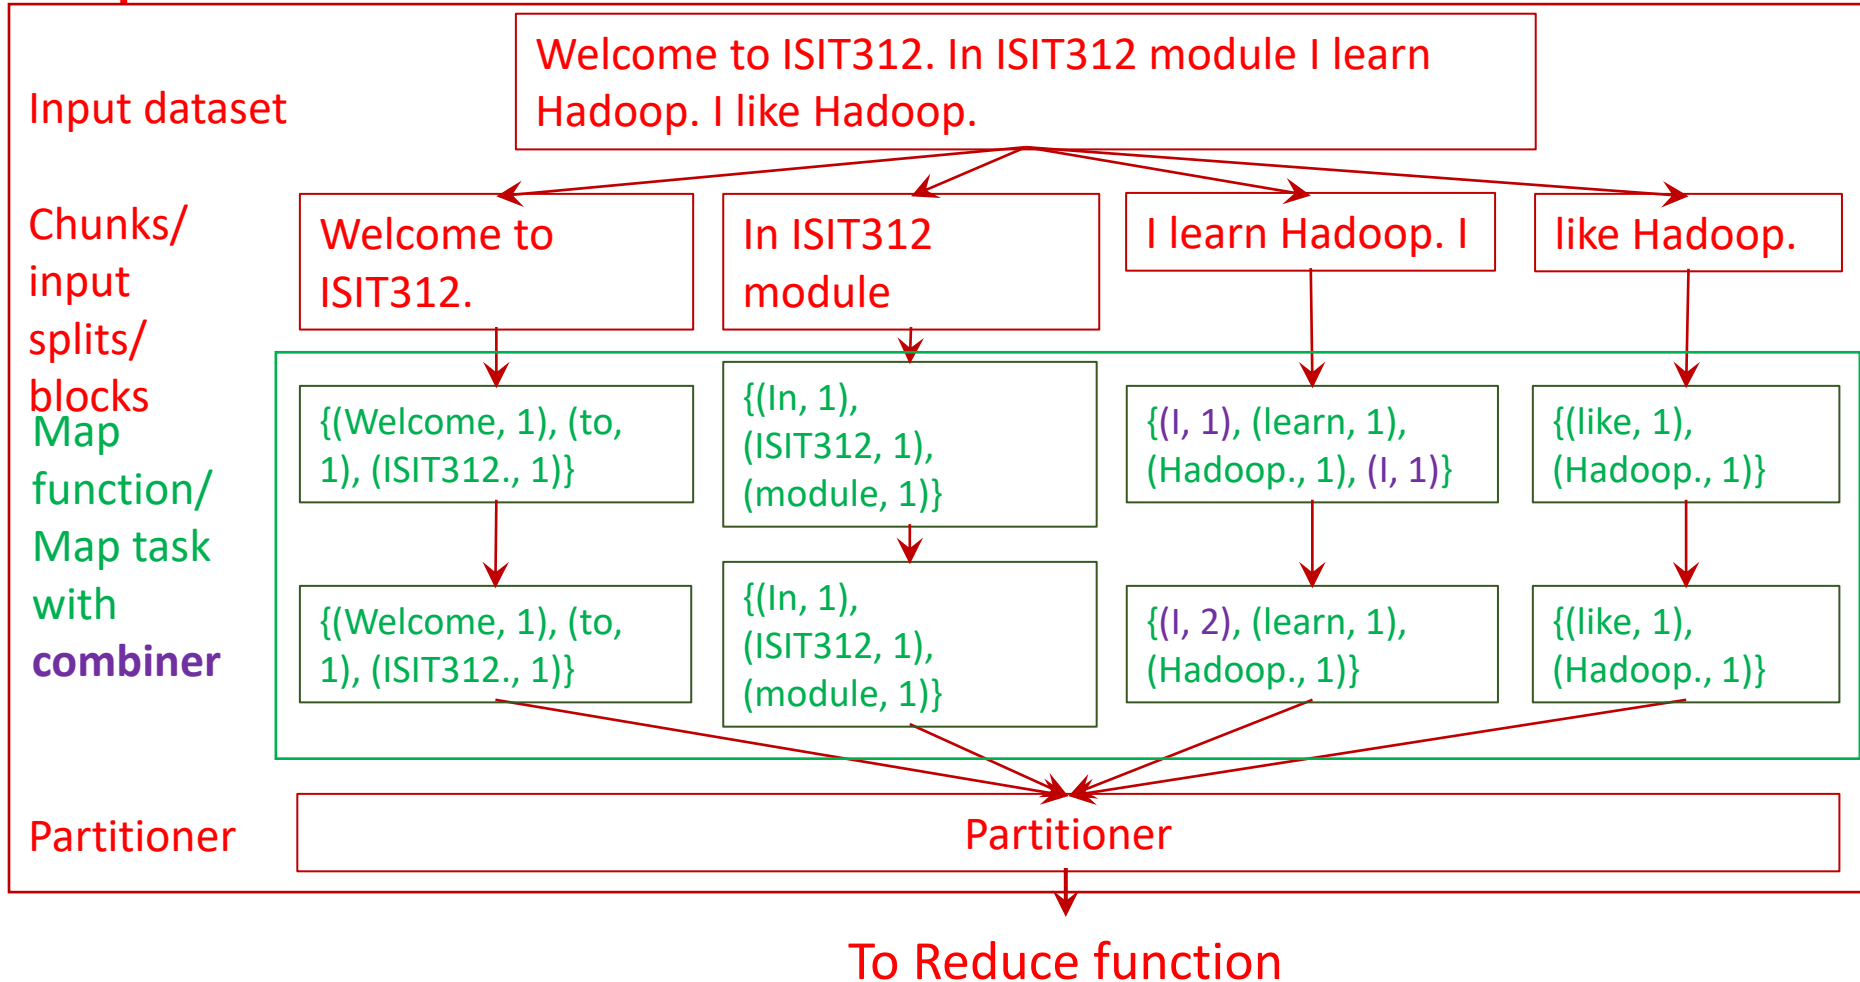 Input dataset
Welcome to ISIT312. In ISIT312 module I learn
Hadoop. I like Hadoop.
Chunks/
input
splits/
blocks
Welcome to
ISIT312.
In ISIT312
module
I learn Hadoop. I
like Hadoop.
Map
function/
Map task
with
combiner
{(Welcome, 1), (to,
1), (ISIT312., 1)}
{(In, 1),
(ISIT312, 1),
(module, 1)}
{(I, 1), (learn, 1),
(Hadoop., 1), (I, 1)}
{(like, 1),
(Hadoop., 1)}
{(Welcome, 1), (to,
1), (ISIT312., 1)}
{(In, 1),
(ISIT312, 1),
(module, 1)}
{(I, 2), (learn, 1),
(Hadoop., 1)}
{(like, 1),
(Hadoop., 1)}
Partitioner
Partitioner
To Reduce function